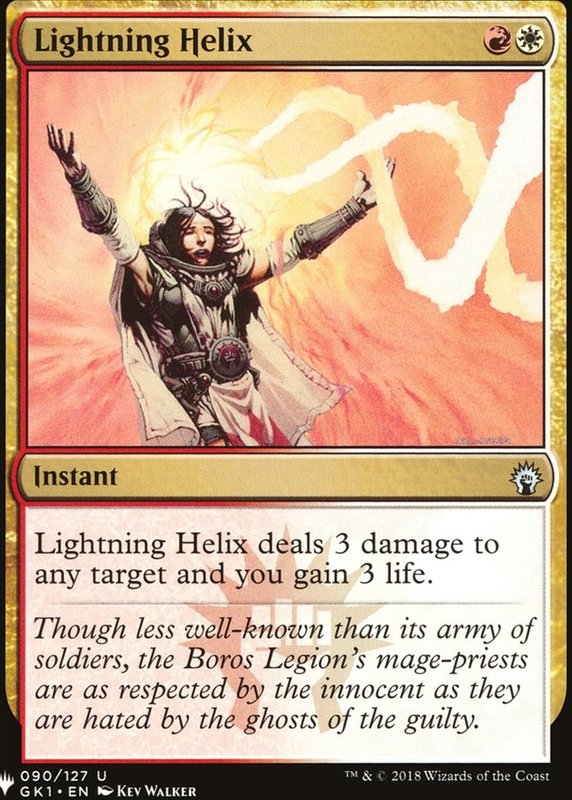 Lightning Helix
Instant
Lightning Helix deals 3 damage to
any target and you gain 3 life.
Though less well-known than its army of
soldiers, the Boros Legion's mage-priests
are as respected by the innocent as they
are hated by the ghosts of the guilty.
090/127 U
GK1 • EN Kev Walker
™ & © 2018 Wizards of the Coast